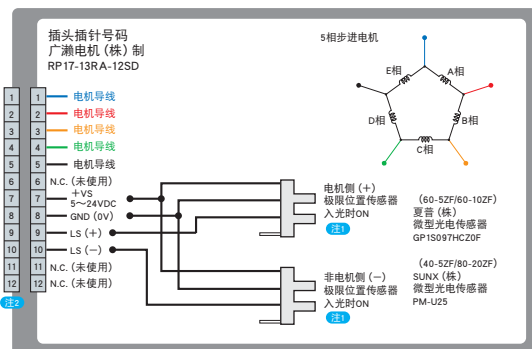 插头插针号码
广濑电机（株）制
RP17-13RA-12SD
5相步进电机
E相
A相
D相
B相
C相
1 1 电机导线
2 2 电机导线
3 3 电机导线
4 4 电机导线
5 5 电机导线
6 6 N.C.（未使用）
7 7 +VS
5～24VDC
8 8 GND（0V）
9 9 LS（+）
10 10 LS（−）
11 11 N.C.（未使用）
12 12 N.C.（未使用）
注2
电机侧（+）
极限位置传感器
入光时ON
注1
（60-5ZF/60-10ZF）
夏普（株）
微型光电传感器
GP1S097HCZ0F
非电机侧（−）
极限位置传感器
入光时ON
注1
（40-5ZF/80-20ZF）
SUNX（株）
微型光电传感器
PM-U25